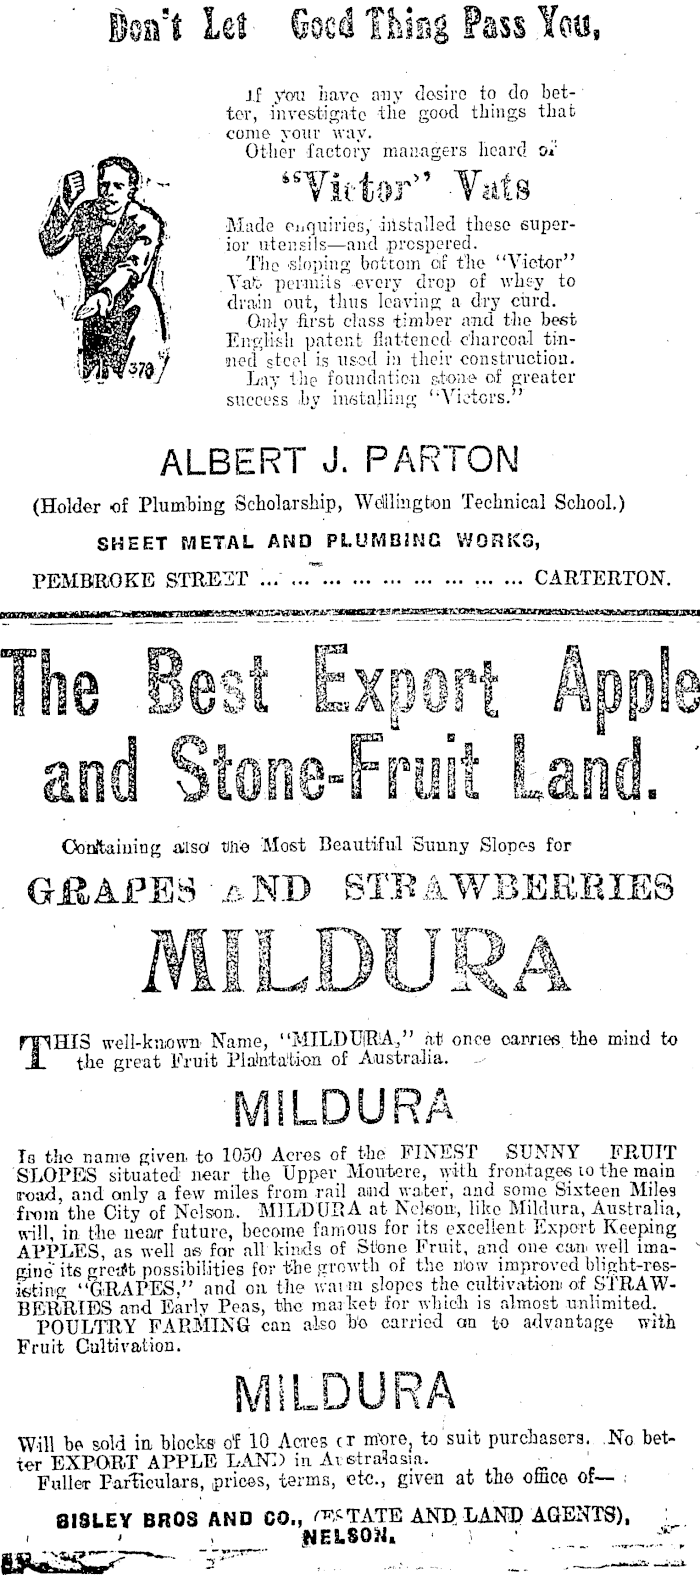 Don't Let Good Thing Pass You,
If you have any desire to do bet-
ter, investigate the good things that
come your way.
Other factory managers heard of
"Victor" Vats
Made enquiries, installed these super-
ior utensils—and prospered.
The sloping bottom of the "Victor"
Vat permits every drop of whey to
drain out, thus leaving a dry curd.
Only first class timber and the best
English patent flattened charcoal tin-
ned steel is used in their construction.
Lay the foundation stone of greater
success by installing "Victors."
378
ALBERT J. PARTON
(Holder of Plumbing Scholarship, Wellington Technical School.)
SHEET METAL AND PLUMBING WORKS,
PEMBROKE STREET ... ... ... ... ... ... ... ... ... CARTERTON.
The Best Export Apple
and Stone-Fruit Land.
Containing also the Most Beautiful Sunny Slopes for
GRAPES AND STRAWBERRIES
MILDURA
THIS well-known Name, "MILDURA," at once carries the mind to
the great Fruit Plantation of Australia.
MILDURA
Is the name given to 1050 Acres of the FINEST SUNNY FRUIT
SLOPES situated near the Upper Moutere, with frontages to the main
road, and only a few miles from rail and water, and some Sixteen Miles
from the City of Nelson. MILDURA at Nelson, like Mildura, Australia,
will, in the near future, become famous for its excellent Export Keeping
APPLES, as well as for all kinds of Stone Fruit, and one can well ima-
gine its great possibilities for the growth of the now improved blight-res-
isting "GRAPES," and on the warm slopes the cultivation of STRAW-
BERRIES and Early Peas, the market for which is almost unlimited.
POULTRY FARMING can also be carried on to advantage with
Fruit Cultivation.
MILDURA
Will be sold in blocks of 10 Acres or more, to suit purchasers. No bet-
ter EXPORT APPLE LAND in Australasia.
Fuller Particulars, prices, terms, etc., given at the office of—
BISLEY BROS AND CO., (ESTATE AND LAND AGENTS),
NELSON.